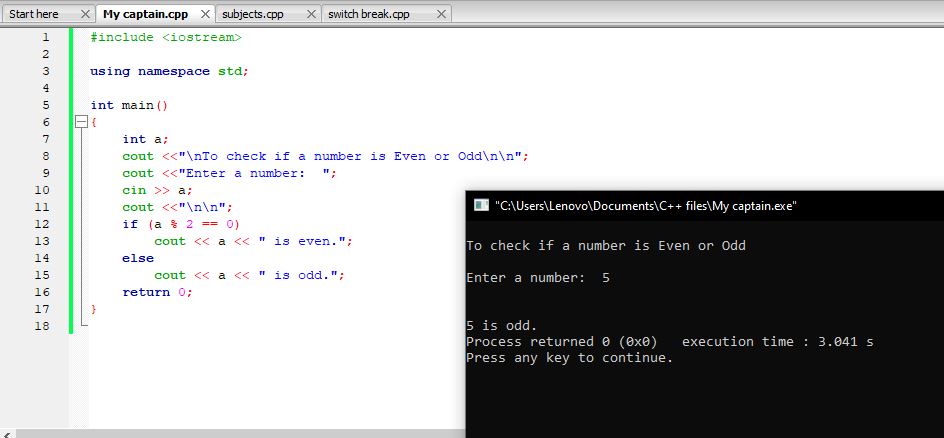 Start here
My captain.cpp
subjects.cpp
switch break.cpp
1 #include <iostream>
2
3 using namespace std;
4
5 int main()
6 {
7 int a;
8 cout <<"\nTo check if a number is Even or Odd\n\n";
9 cout <<"Enter a number:  ";
10 cin >> a;
11 cout <<"\n\n";
12 if (a % 2 == 0)
13 cout << a << " is even.";
14 else
15 cout << a << " is odd.";
16 return 0;
17 }
18
"C:\Users\Lenovo\Documents\C++ files\My captain.exe"
To check if a number is Even or Odd
Enter a number:  5
5 is odd.
Process returned 0 (0x0)   execution time : 3.041 s
Press any key to continue.